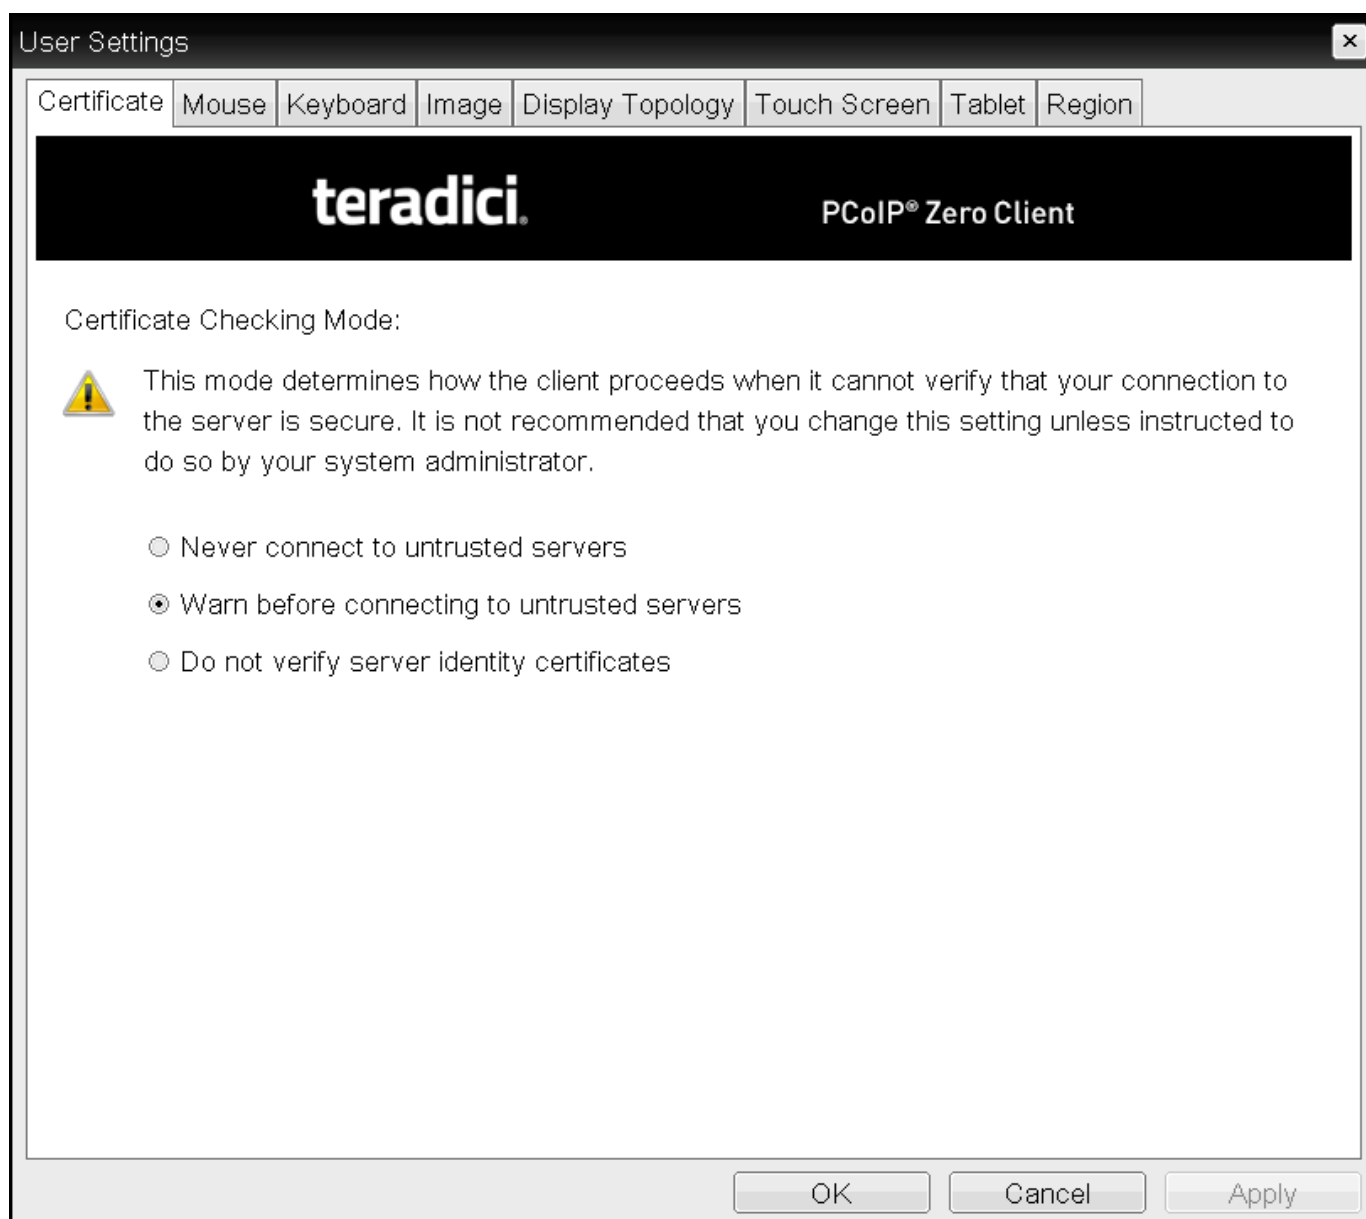 User Settings
Certificate Mouse Keyboard Image Display Topology Touch Screen Tablet Region
teradici. PCoIP® Zero Client
Certificate Checking Mode:
This mode determines how the client proceeds when it cannot verify that your connection to
the server is secure. It is not recommended that you change this setting unless instructed to
do so by your system administrator.
Never connect to untrusted servers
Warn before connecting to untrusted servers
Do not verify server identity certificates
OK Cancel Apply